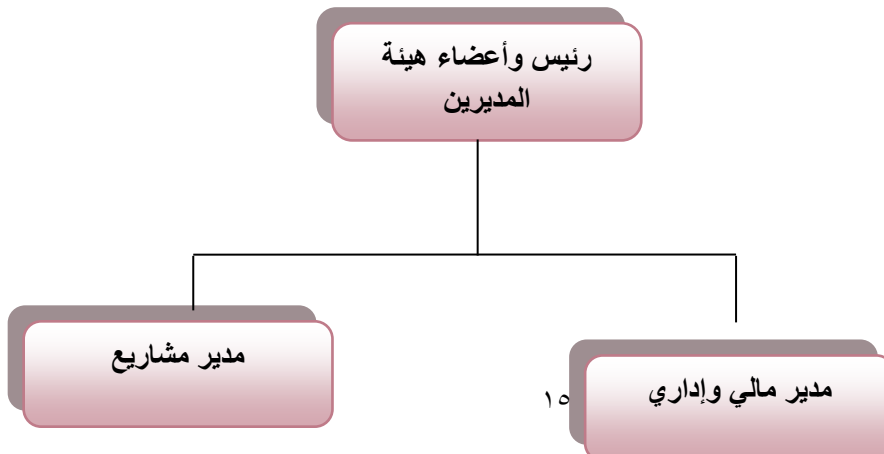 رئيس وأعضاء هيئة
المديرين
مدير مشاريع
مدير مالي وإداري
١٥